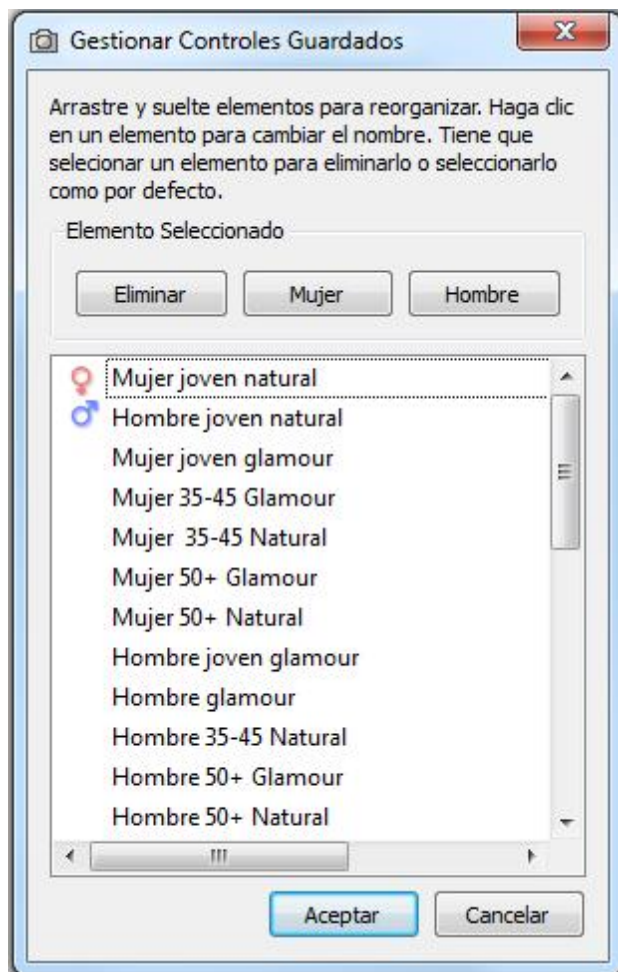 Gestionar Controles Guardados
Arrastre y suelte elementos para reorganizar. Haga clic
en un elemento para cambiar el nombre. Tiene que
selecionar un elemento para eliminarlo o seleccionarlo
como por defecto.
Elemento Seleccionado
Eliminar Mujer Hombre
Mujer joven natural
Hombre joven natural
Mujer joven glamour
Mujer 35-45 Glamour
Mujer  35-45 Natural
Mujer 50+ Glamour
Mujer 50+ Natural
Hombre joven glamour
Hombre glamour
Hombre 35-45 Natural
Hombre 50+ Glamour
Hombre 50+ Natural
Aceptar Cancelar